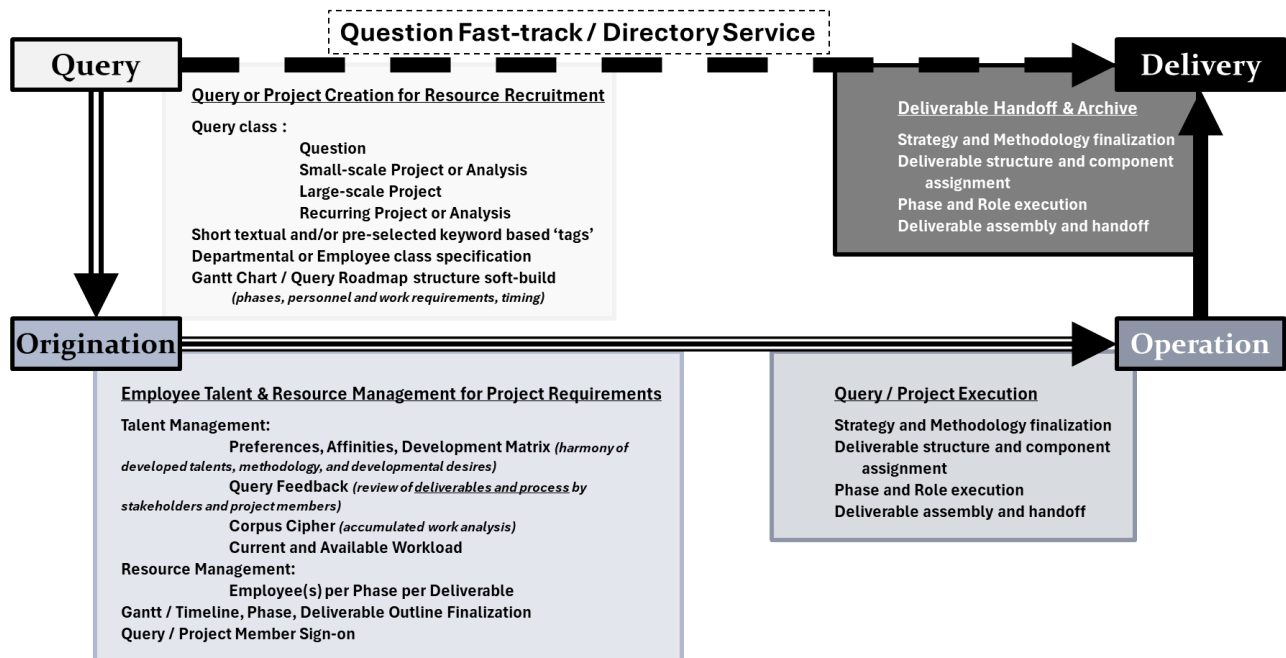 Question Fast-track / Directory Service
Query
Delivery
Query or Project Creation for Resource Recruitment
Query class :
Question
Small-scale Project or Analysis
Large-scale Project
Recurring Project or Analysis
Short textual and/or pre-selected keyword based ‘tags’
Departmental or Employee class specification
Gantt Chart / Query Roadmap structure soft-build
(phases, personnel and work requirements, timing)
Deliverable Handoff & Archive
Strategy and Methodology finalization
Deliverable structure and component
assignment
Phase and Role execution
Deliverable assembly and handoff
Origination
Operation
Employee Talent & Resource Management for Project Requirements
Talent Management:
Preferences, Affinities, Development Matrix (harmony of
developed talents, methodology, and developmental desires)
Query Feedback (review of deliverables and process by
stakeholders and project members)
Corpus Cipher (accumulated work analysis)
Current and Available Workload
Resource Management:
Employee(s) per Phase per Deliverable
Gantt / Timeline, Phase, Deliverable Outline Finalization
Query / Project Member Sign-on
Query / Project Execution
Strategy and Methodology finalization
Deliverable structure and component
assignment
Phase and Role execution
Deliverable assembly and handoff